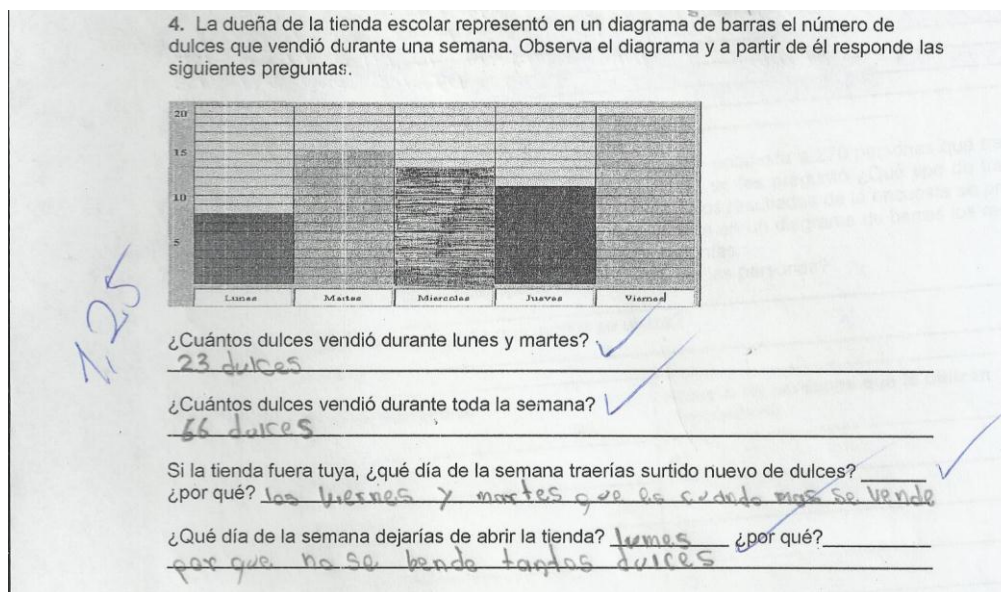 4. La dueña de la tienda escolar representó en un diagrama de barras el número de
dulces que vendió durante una semana. Observa el diagrama y a partir de él responde las
siguientes preguntas.
20
15
10
5
Lunes Martes Miercoles Jueves Viernes
1,25
¿Cuántos dulces vendió durante lunes y martes?
23 dulces
¿Cuántos dulces vendió durante toda la semana?
66 dulces
Si la tienda fuera tuya, ¿qué día de la semana traerías surtido nuevo de dulces?
¿por qué? los viernes y martes que es cuando mas se vende
¿Qué día de la semana dejarías de abrir la tienda? lunes ¿por qué?
por que no se bende tantos dulces